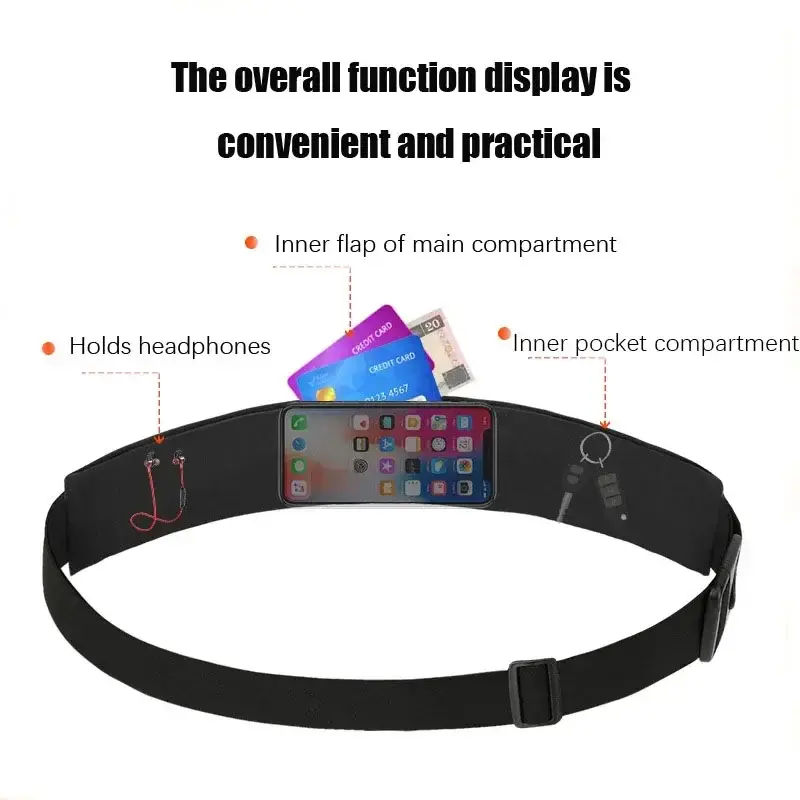 The overall function display is
convenient and practical
Inner flap of main compartment
Holds headphones
Inner pocket compartment
20
CREDIT CARD
CREDIT CARD
0123 4567